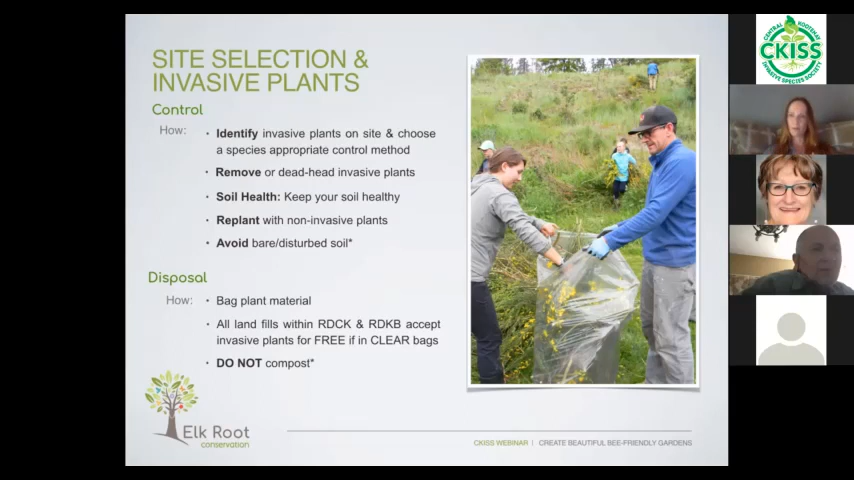 SITE SELECTION &
INVASIVE PLANTS
Control
How:
• Identify invasive plants on site & choose
a species appropriate control method
• Remove or dead-head invasive plants
• Soil Health: Keep your soil healthy
• Replant with non-invasive plants
• Avoid bare/disturbed soil*
Disposal
How:
• Bag plant material
• All land fills within RDCK & RDKB accept
invasive plants for FREE if in CLEAR bags
• DO NOT compost*
Elk Root
conservation
CKISS WEBINAR | CREATE BEAUTIFUL BEE-FRIENDLY GARDENS
CENTRAL KOOTENAY
CKISS
INVASIVE SPECIES SOCIETY